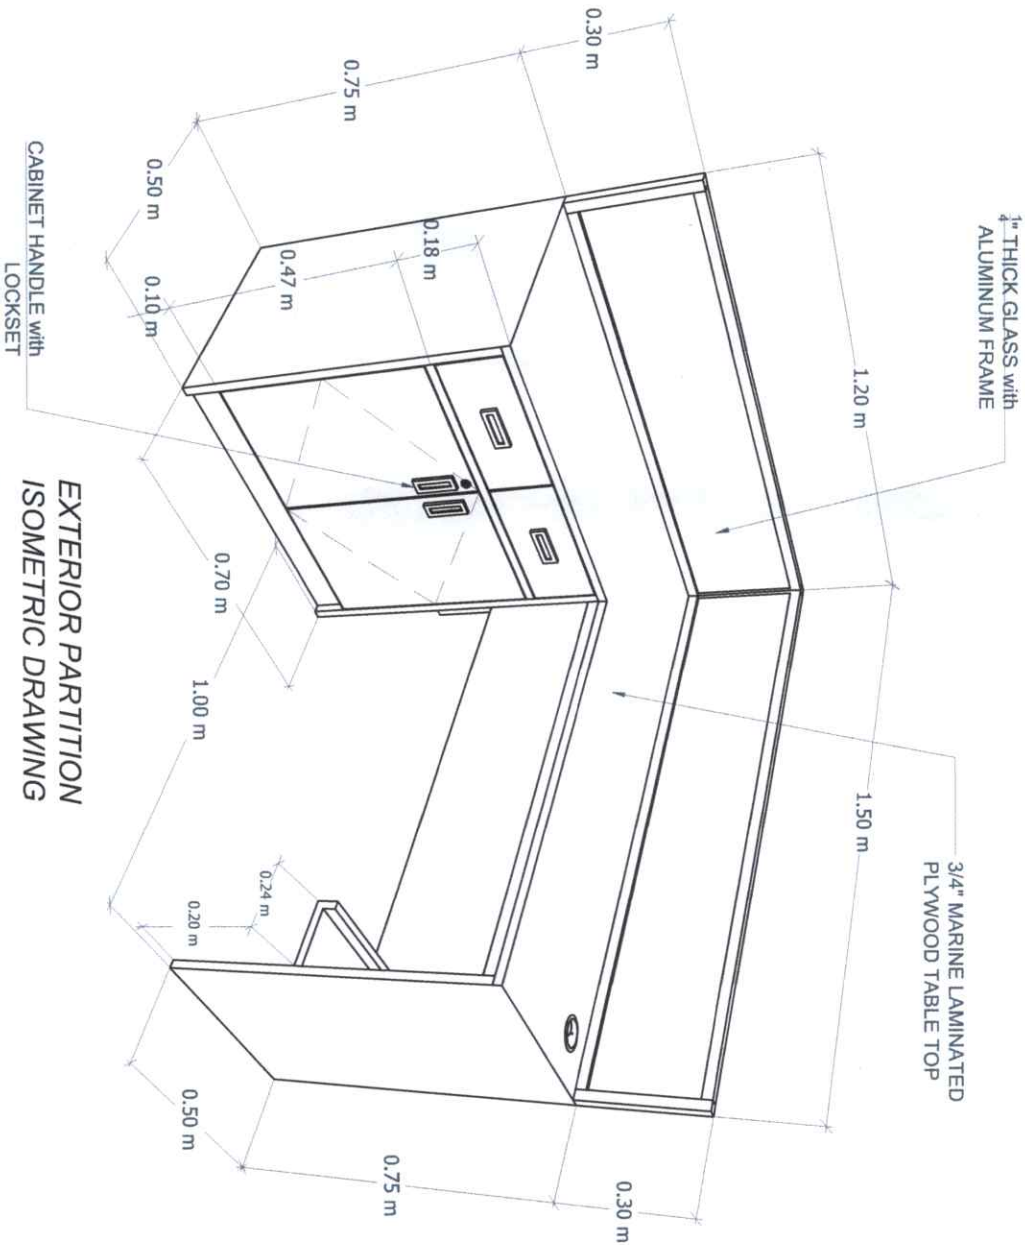 1/4" THICK GLASS with
ALUMINUM FRAME
3/4" MARINE LAMINATED
PLYWOOD TABLE TOP
1.20 m
1.50 m
0.30 m
0.30 m
0.18 m
0.75 m
0.75 m
0.47 m
0.24 m
0.70 m
1.00 m
0.20 m
0.50 m
0.50 m
0.10 m
CABINET HANDLE with
LOCKSET
EXTERIOR PARTITION
ISOMETRIC DRAWING